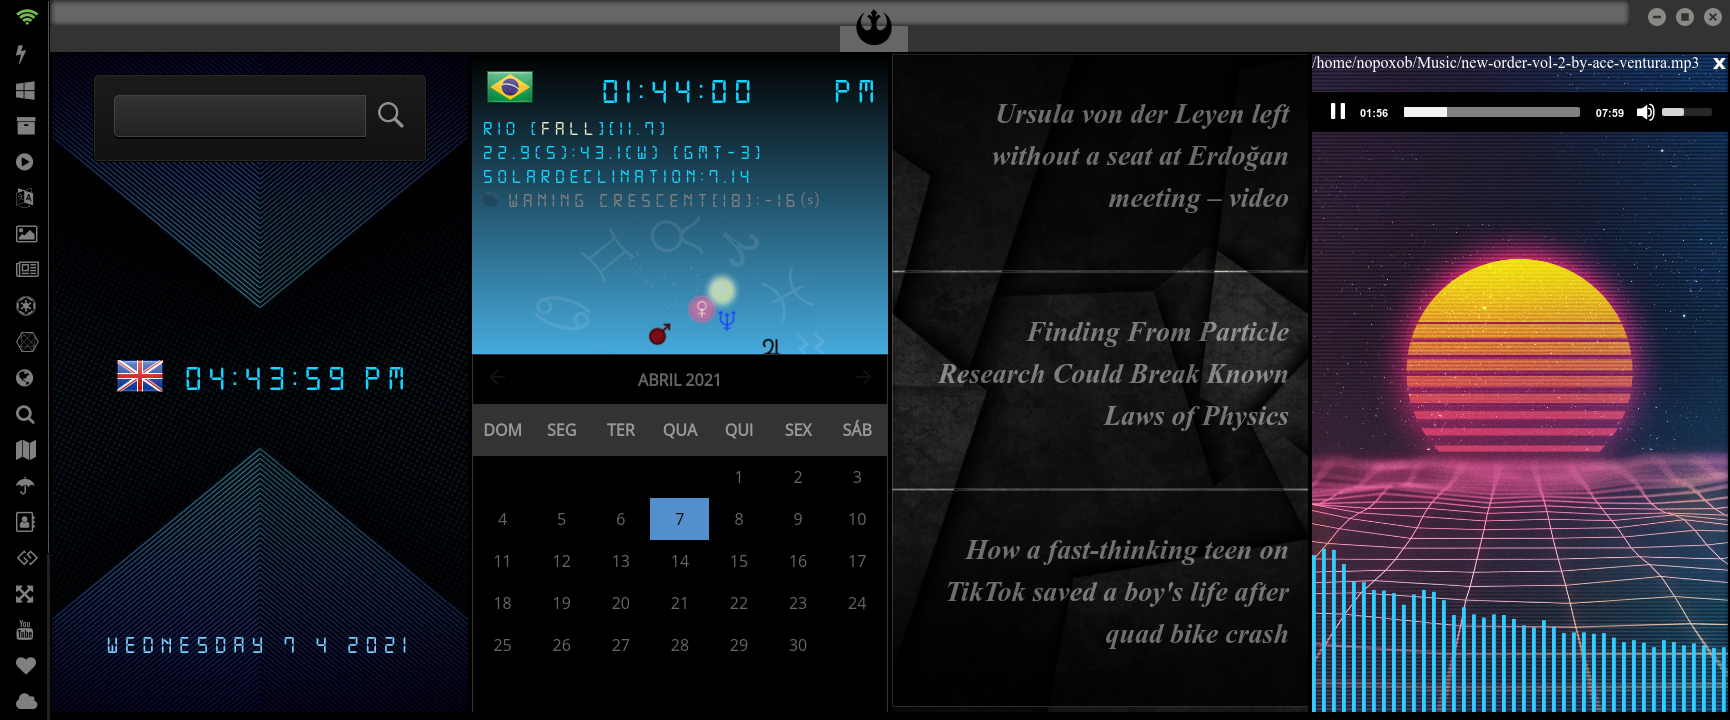 04:43:59 PM
WEDNESDAY 7 4 2021
01:44:00 PM
RIO [FALL][11.7]
22.9(S):43.1(W) [GMT-3]
SOLARDECLINATION:7.14
WANING CRESCENT[18]:-16(s)
ABRIL 2021
DOM SEG TER QUA QUI SEX SÁB
1 2 3
4 5 6 7 8 9 10
11 12 13 14 15 16 17
18 19 20 21 22 23 24
25 26 27 28 29 30
Ursula von der Leyen left
without a seat at Erdoğan
meeting – video
Finding From Particle
Research Could Break Known
Laws of Physics
How a fast-thinking teen on
TikTok saved a boy's life after
quad bike crash
/home/nopoxob/Music/new-order-vol-2-by-ace-ventura.mp3 x
01:56 07:59
You
Tube